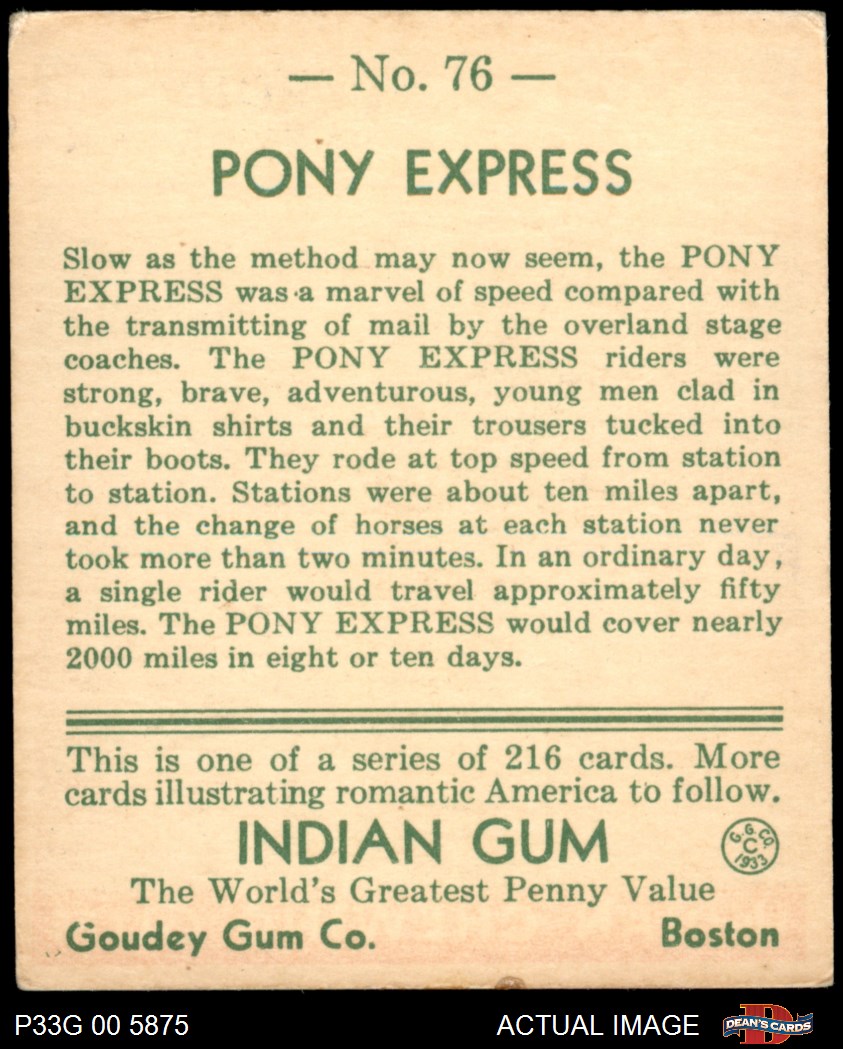 — No. 76 —
PONY EXPRESS
Slow as the method may now seem, the PONY
EXPRESS was a marvel of speed compared with
the transmitting of mail by the overland stage
coaches. The PONY EXPRESS riders were
strong, brave, adventurous, young men clad in
buckskin shirts and their trousers tucked into
their boots. They rode at top speed from station
to station. Stations were about ten miles apart,
and the change of horses at each station never
took more than two minutes. In an ordinary day,
a single rider would travel approximately fifty
miles. The PONY EXPRESS would cover nearly
2000 miles in eight or ten days.
This is one of a series of 216 cards. More
cards illustrating romantic America to follow.
INDIAN GUM
G.G.CO.
C
1933
The World's Greatest Penny Value
Goudey Gum Co. Boston
P33G 00 5875 ACTUAL IMAGE D DEAN'S CARDS